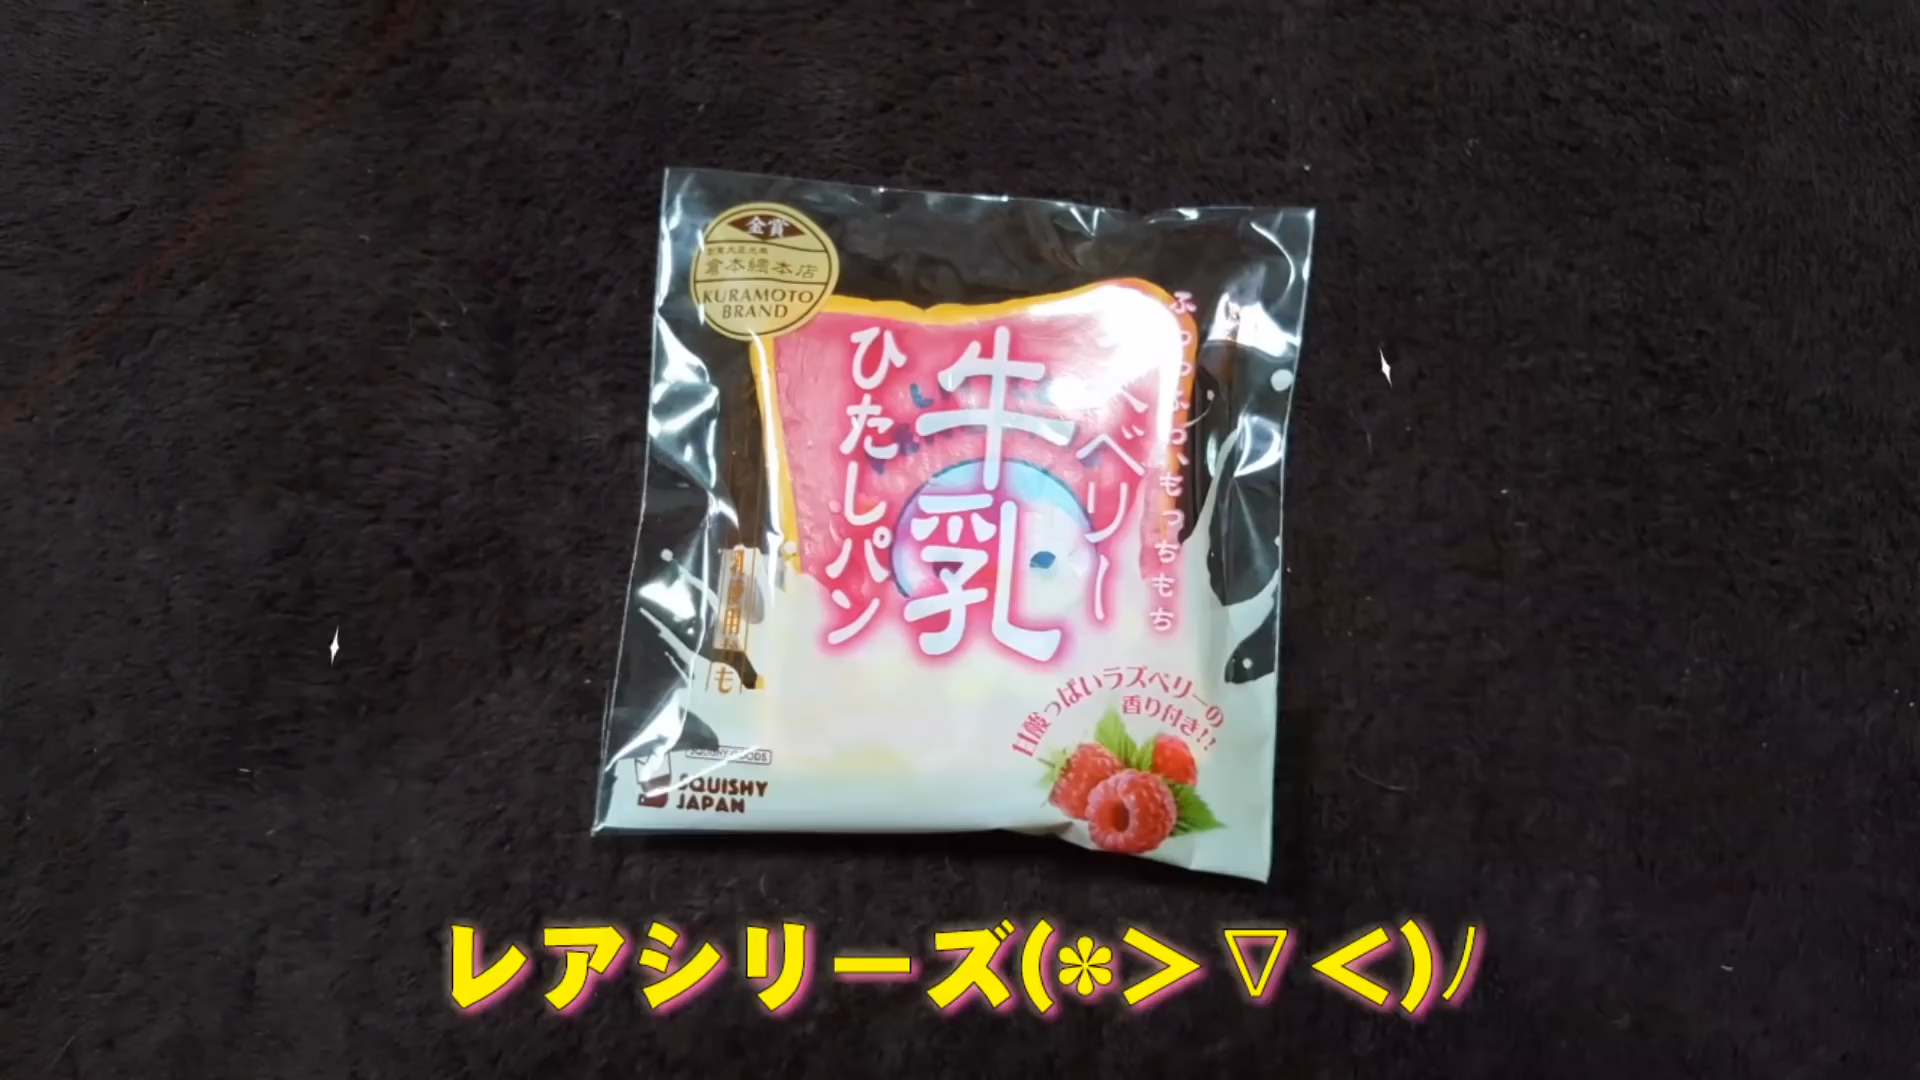 金賞
倉本總本店
KURAMOTO
BRAND
ふわっふわ、もっちもち
ベリー
牛乳
ひたしパン
甘酸っぱいラズベリーの
香り付き!!
SQUISHY
JAPAN
レアシリーズ(*＞▽＜)ﾉ